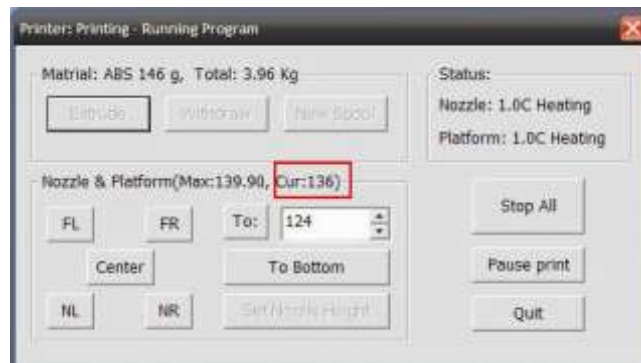 Printer: Printing - Running Program
Matrial: ABS 146 g, Total: 3.96 Kg
Extrude
Withdraw
New Spool
Status:
Nozzle: 1.0C Heating
Platform: 1.0C Heating
Nozzle & Platform(Max:139.90, Cur:136)
FL
FR
To:
124
Center
To Bottom
NL
NR
Set Nozzle Height
Stop All
Pause print
Quit